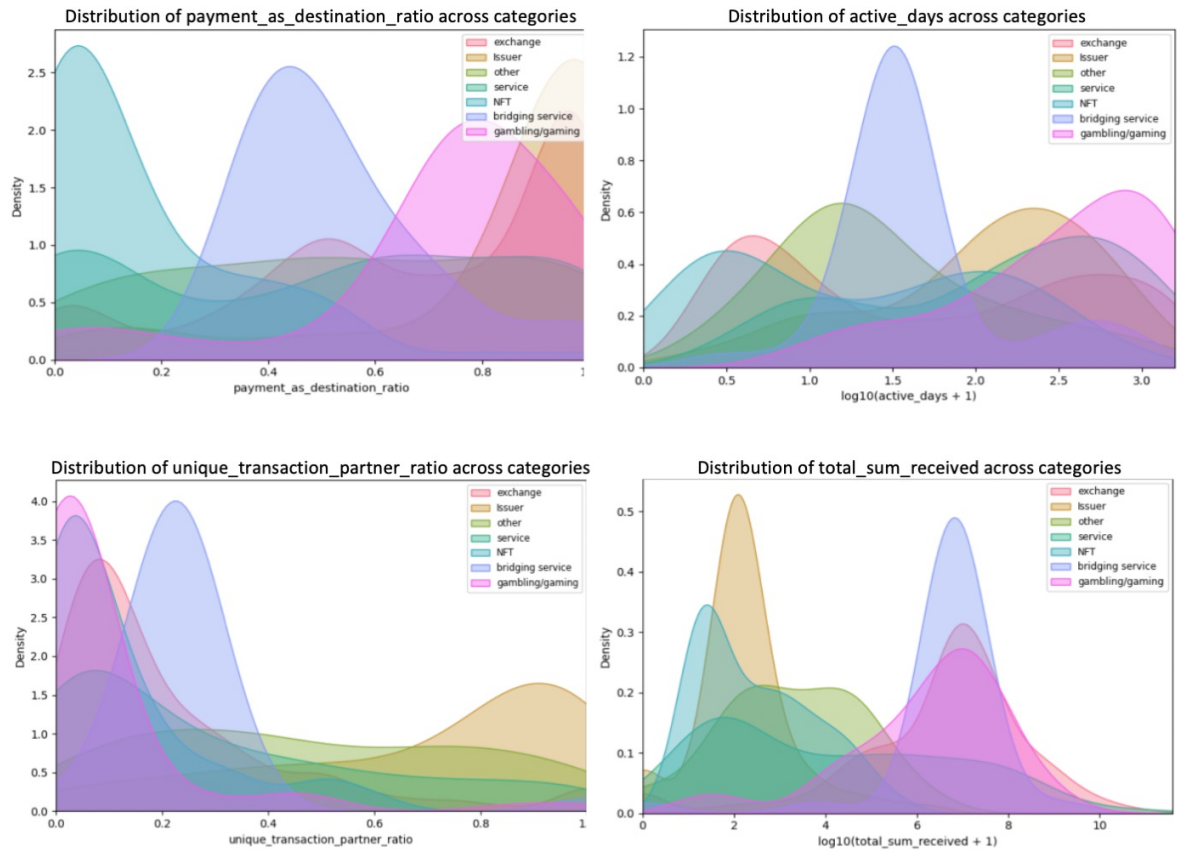 Distribution of payment_as_destination_ratio across categories
Density
2.5
2.0
1.5
1.0
0.5
0.0
exchange
Issuer
other
service
NFT
bridging service
gambling/gaming
0.0 0.2 0.4 0.6 0.8 1
payment_as_destination_ratio
Distribution of active_days across categories
Density
1.2
1.0
0.8
0.6
0.4
0.2
0.0
exchange
Issuer
other
service
NFT
bridging service
gambling/gaming
0.0 0.5 1.0 1.5 2.0 2.5 3.0
log10(active_days + 1)
Distribution of unique_transaction_partner_ratio across categories
Density
4.0
3.5
3.0
2.5
2.0
1.5
1.0
0.5
0.0
exchange
Issuer
other
service
NFT
bridging service
gambling/gaming
0.0 0.2 0.4 0.6 0.8 1.
unique_transaction_partner_ratio
Distribution of total_sum_received across categories
Density
0.5
0.4
0.3
0.2
0.1
0.0
exchange
Issuer
other
service
NFT
bridging service
gambling/gaming
0 2 4 6 8 10
log10(total_sum_received + 1)